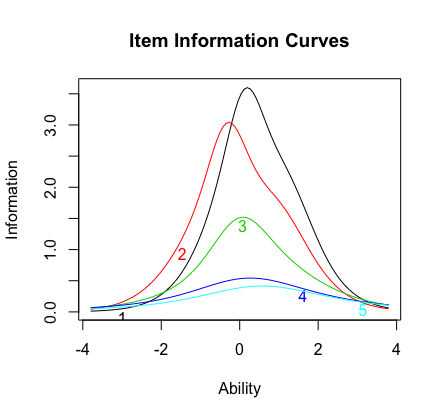 Item Information Curves
Information
0.0 1.0 2.0 3.0
1
2
3
4
5
-4 -2 0 2 4
Ability